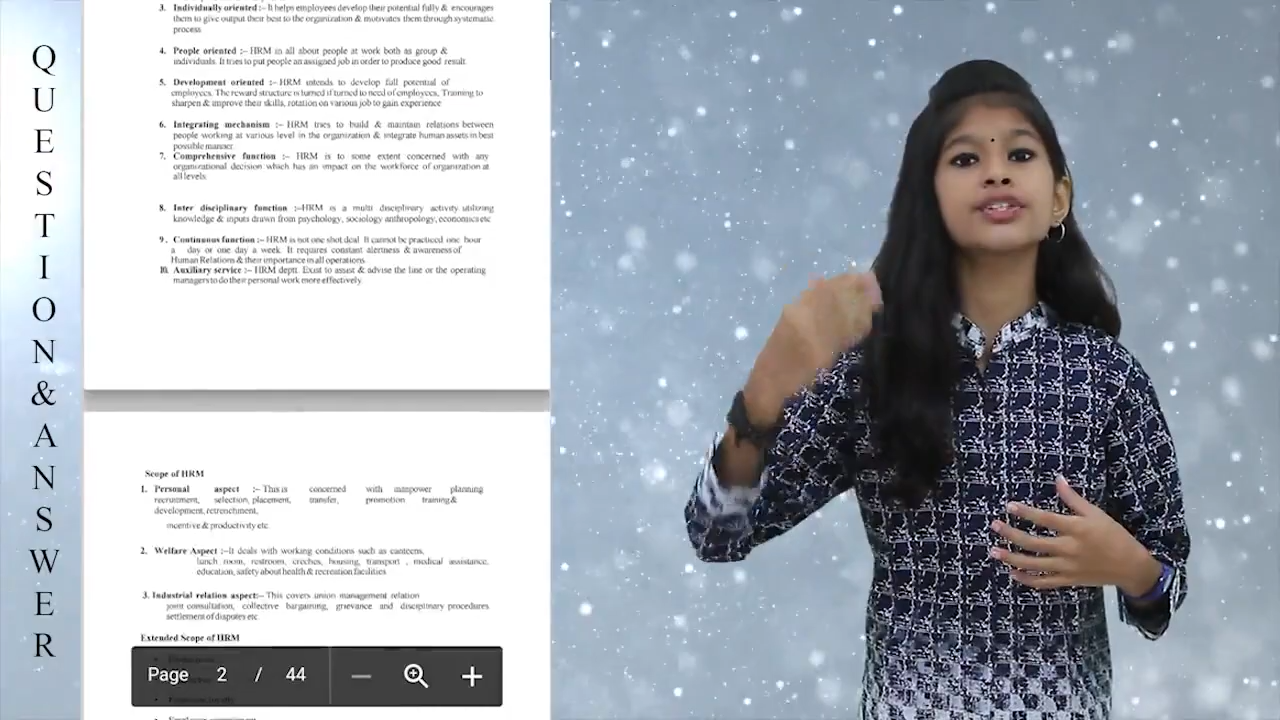 QUESTION&ANSWER
3. Individually oriented :– It helps employees develop their potential fully & encourages
them to give output their best to the organization & motivates them through systematic
process.
4. People oriented :– HRM in all about people at work both as group &
individuals. It tries to put people an assigned job in order to produce good result.
5. Development oriented :– HRM intends to develop full potential of
employees. The reward structure is turned if turned to need of employees, Training to
sharpen & improve their skills, rotation on various job to gain experience
6. Integrating mechanism :– HRM tries to build & maintain relations between
people working at various level in the organization & integrate human assets in best
possible manner.
7. Comprehensive function :– HRM is to some extent concerned with any
organizational decision which has an impact on the workforce of organization at
all levels.
8. Inter disciplinary function :–HRM is a multi disciplinary activity utilizing
knowledge & inputs drawn from psychology, sociology anthropology, economics etc
9 . Continuous function :– HRM is not one shot deal. It cannot be practiced one hour
a day or one day a week. It requires constant alertness & awareness of
Human Relations & their importance in all operations.
10. Auxiliary service :– HRM deptt. Exist to assist & advise the line or the operating
managers to do their personal work more effectively.
Scope of HRM
1. Personal aspect :– This is concerned with manpower planning
recruitment, selection, placement, transfer, promotion training &
development, retrenchment,
incentive & productivity etc.
2. Welfare Aspect :–It deals with working conditions such as canteens,
lunch room, restroom, creches, housing, transport , medical assistance,
education, safety about health & recreation facilities
3. Industrial relation aspect:– This covers union management relation
joint consultation, collective bargaining, grievance and disciplinary procedures
settlement of disputes etc.
Extended Scope of HRM
Page 2 / 44